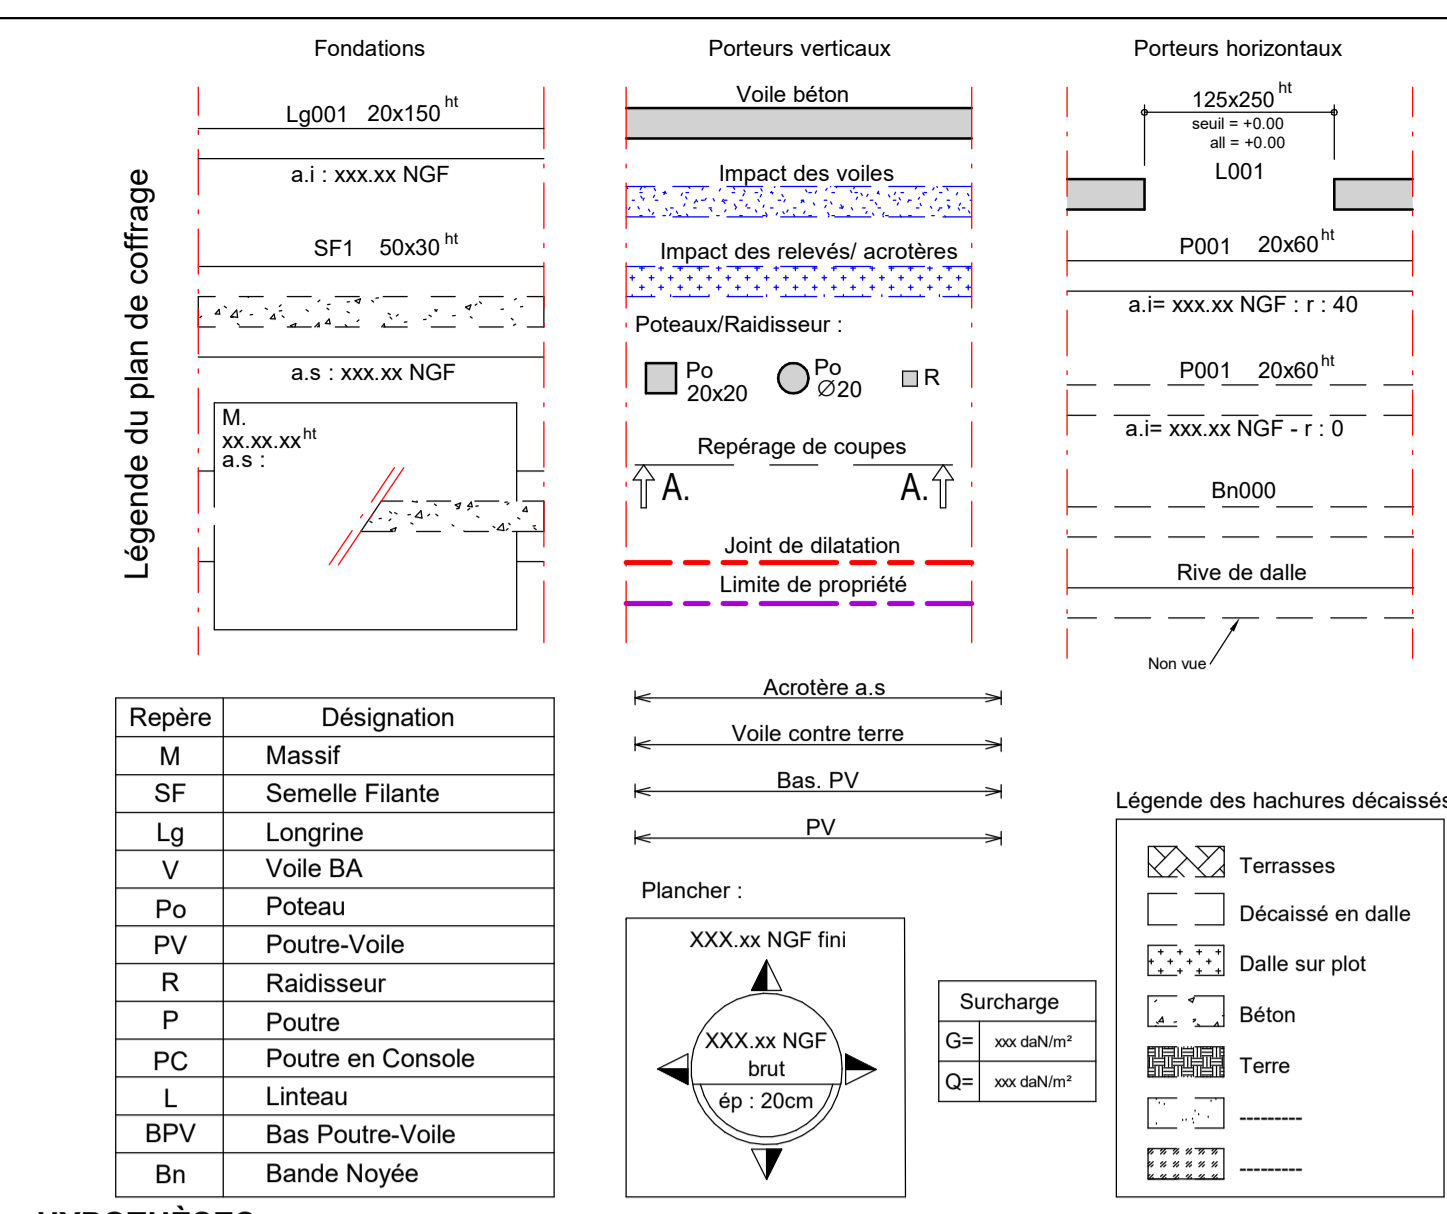 Légende du plan de coffrage
Fondations
Lg001 20x150 ht
a.i : xxx.xx NGF
SF1 50x30 ht
a.s : xxx.xx NGF
M.
xx.xx.xx ht
a.s :
Porteurs verticaux
Voile béton
Impact des voiles
Impact des relevés/ acrotères
Poteaux/Raidisseur :
Po
20x20
Po
∅20
R
Repérage de coupes
A. A.
Joint de dilatation
Limite de propriété
Acrotère a.s
Voile contre terre
Bas. PV
PV
Porteurs horizontaux
125x250 ht
seuil = +0.00
all = +0.00
L001
P001 20x60 ht
a.i= xxx.xx NGF : r : 40
P001 20x60 ht
a.i= xxx.xx NGF - r : 0
Bn000
Rive de dalle
Non vue
Repère Désignation
M Massif
SF Semelle Filante
Lg Longrine
V Voile BA
Po Poteau
PV Poutre-Voile
R Raidisseur
P Poutre
PC Poutre en Console
L Linteau
BPV Bas Poutre-Voile
Bn Bande Noyée
Plancher :
XXX.xx NGF fini
XXX.xx NGF
brut
ép : 20cm
Surcharge
G= xxx daN/m²
Q= xxx daN/m²
Légende des hachures décaissés
Terrasses
Décaissé en dalle
Dalle sur plot
Béton
Terre
---------
---------